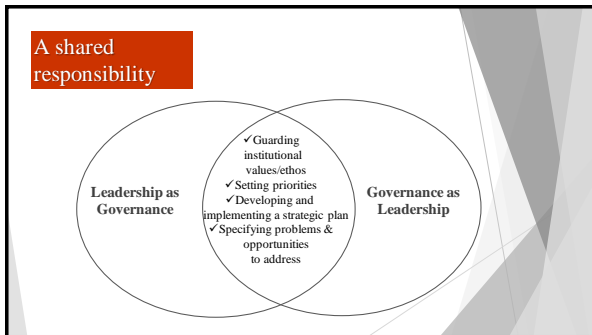 A shared
responsibility
✓Guarding
institutional
values/ethos
✓Setting priorities
✓Developing and
implementing a strategic plan
✓Specifying problems &
opportunities
to address
Leadership as
Governance
Governance as
Leadership